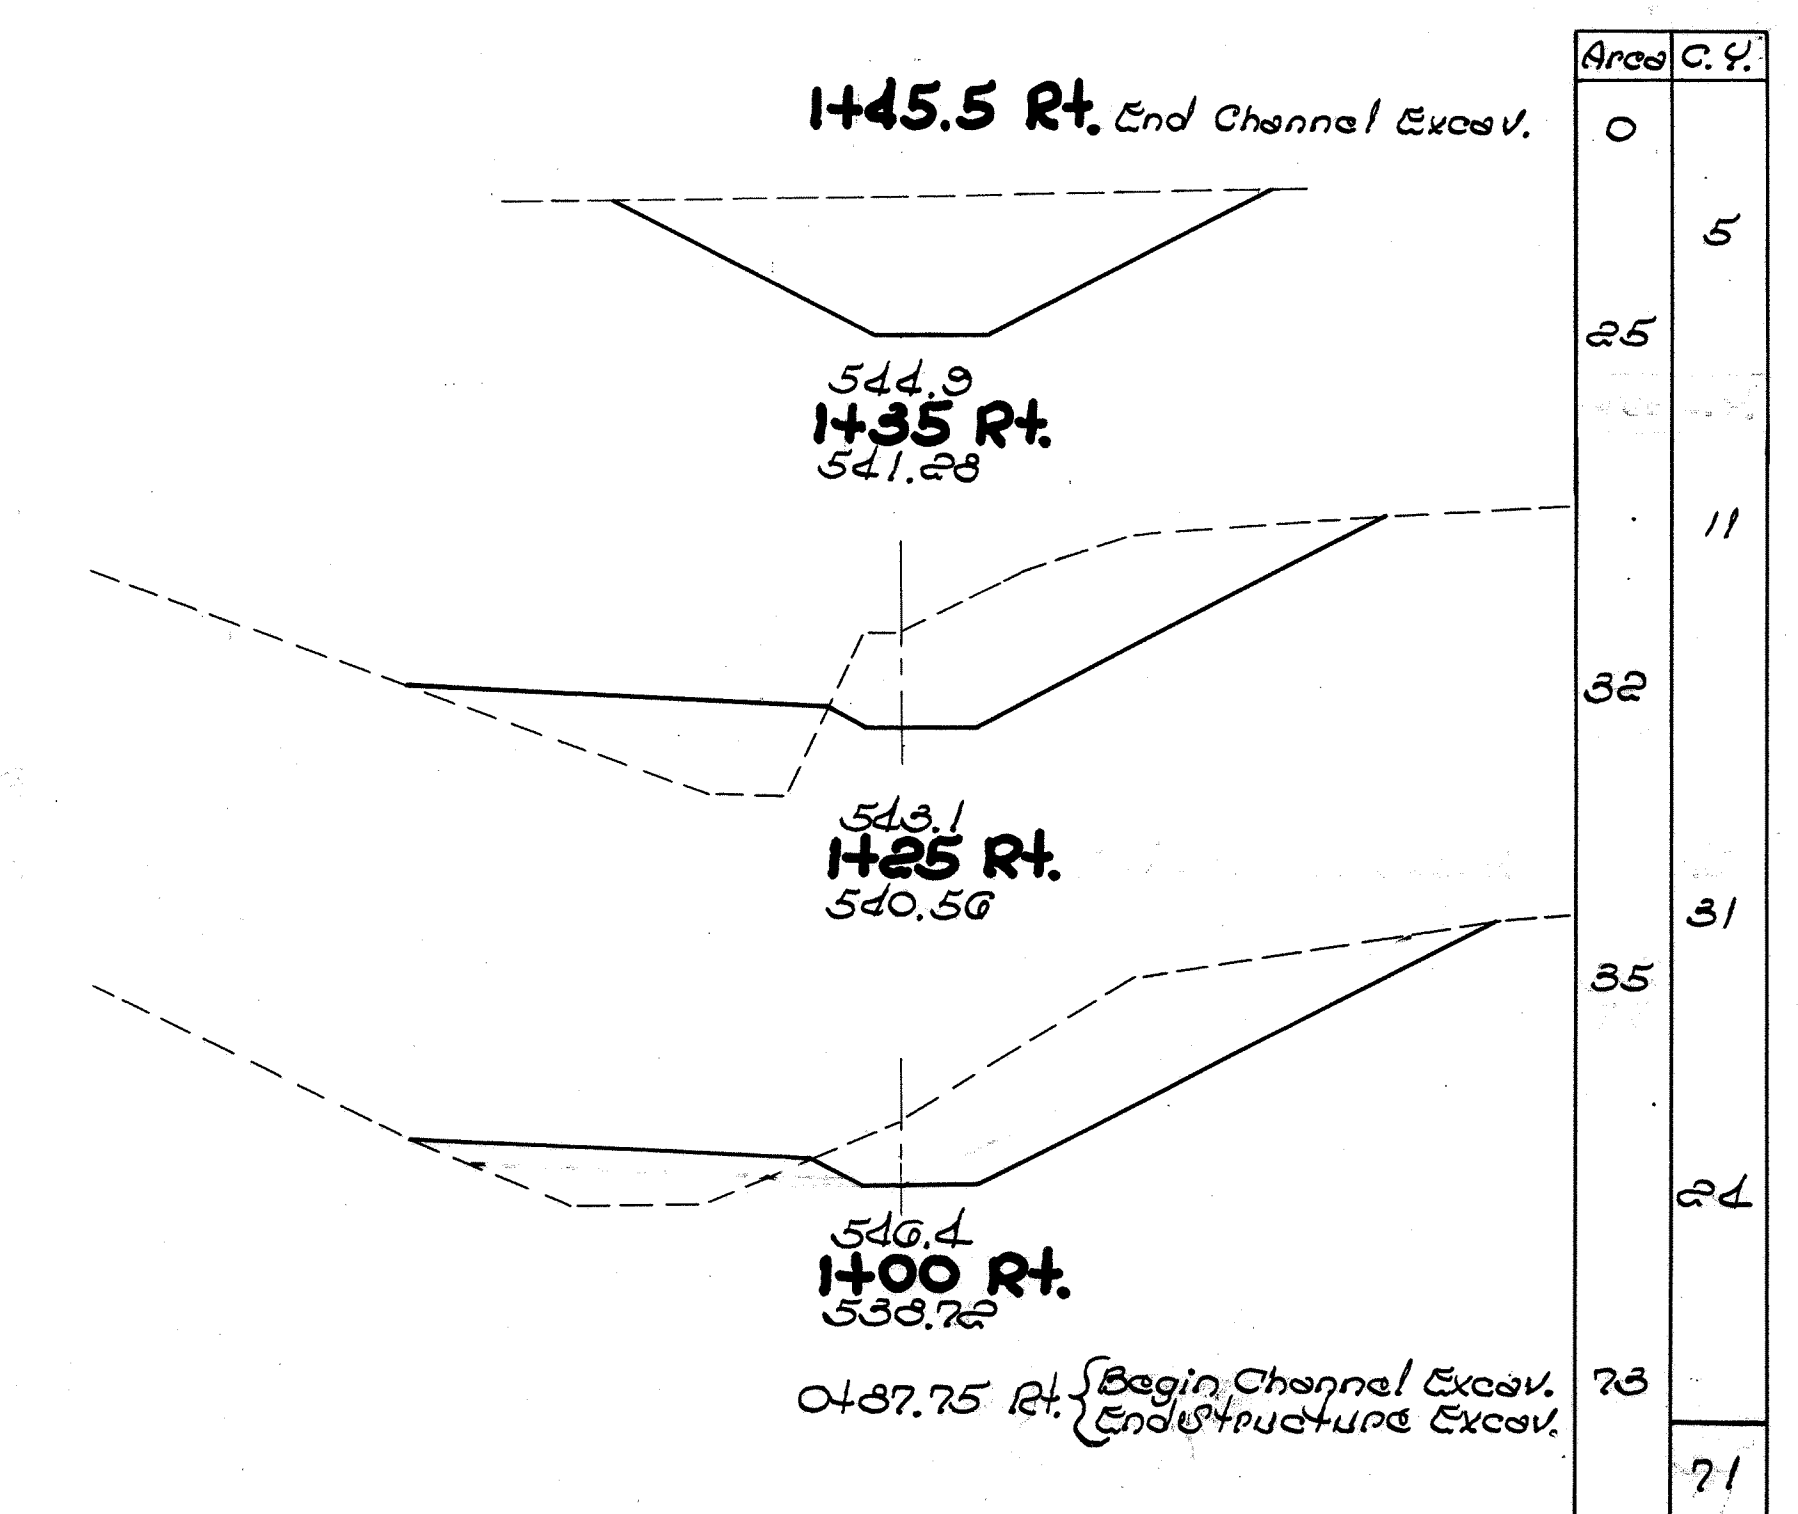 Area C.Y.
1+45.5 Rt. End Channel Excav. 0
5
25
544.9
1+35 Rt.
541.28
11
32
543.1
1+25 Rt.
540.56
31
35
24
546.4
1+00 Rt.
538.72
0+87.75 Rt. { Begin Channel Excav. 73
End Structure Excav.
71